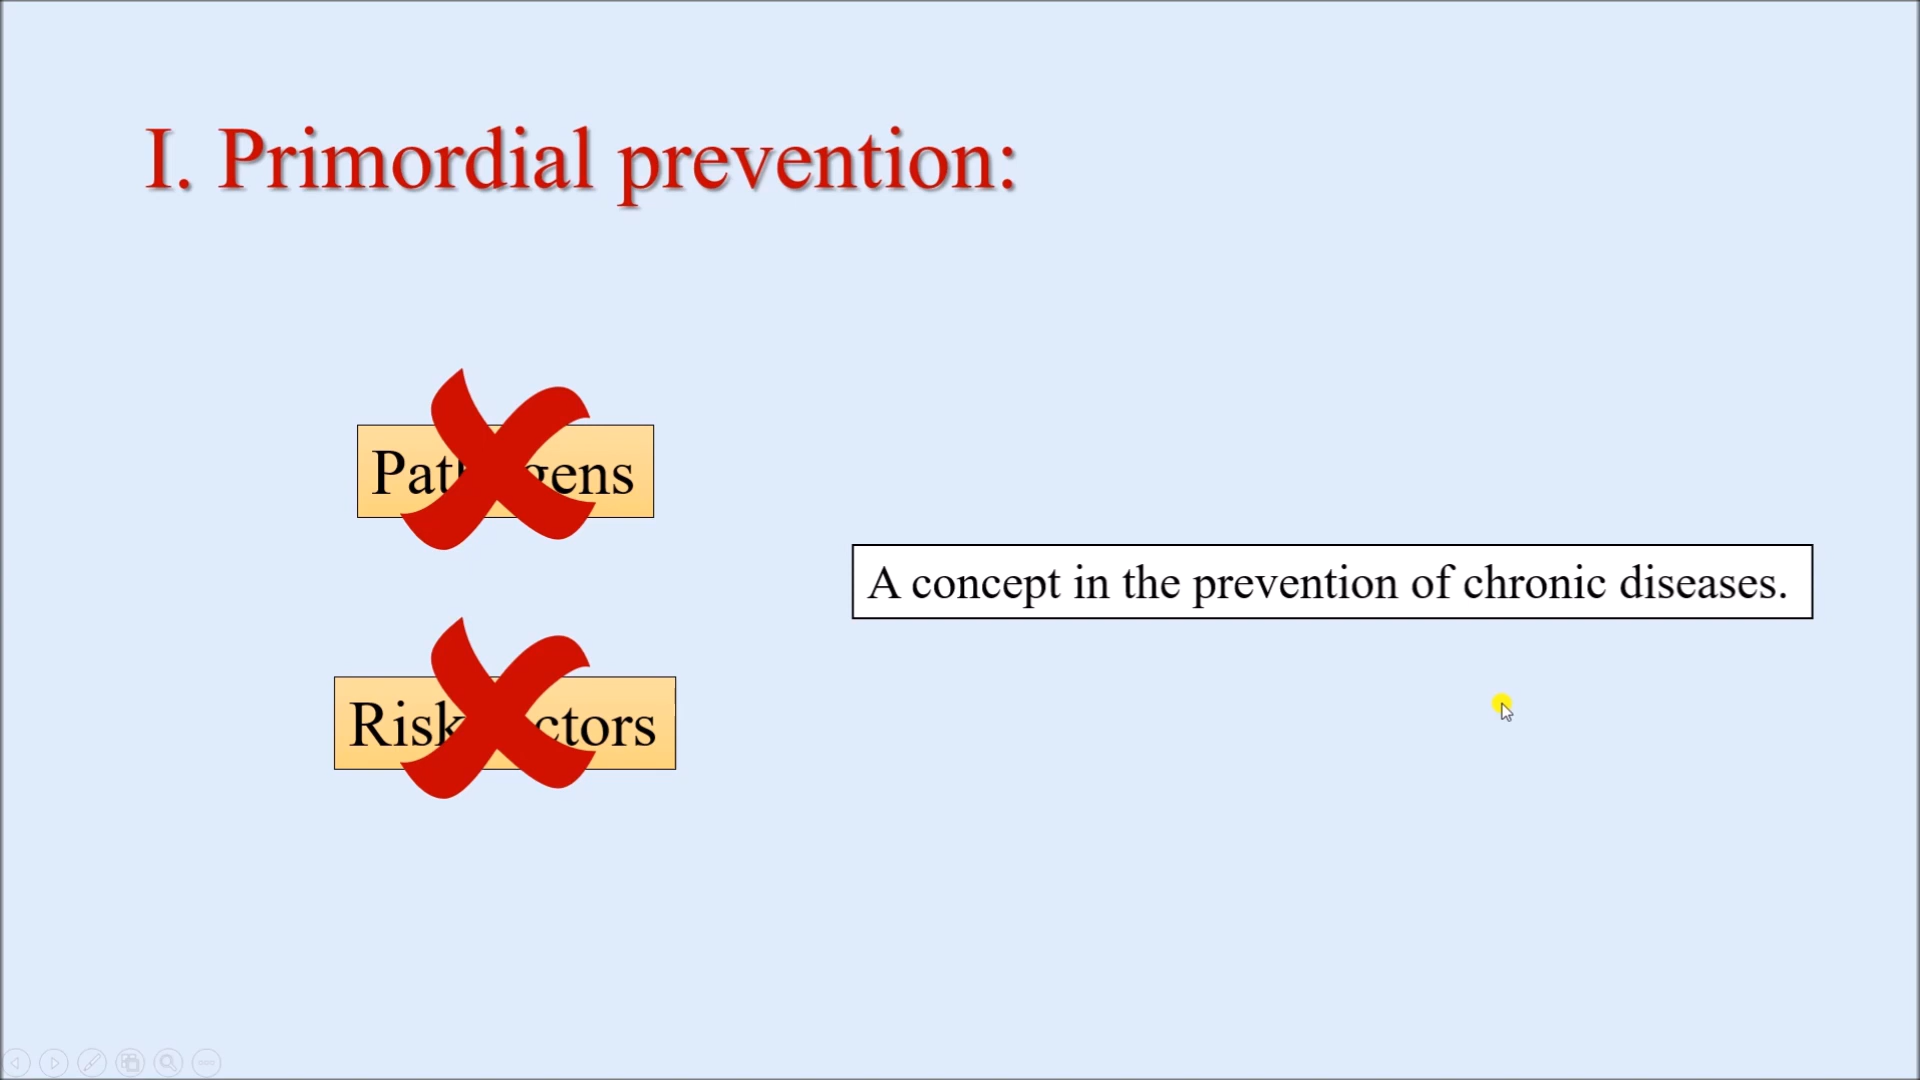 I. Primordial prevention:
Pathogens
A concept in the prevention of chronic diseases.
Risk factors